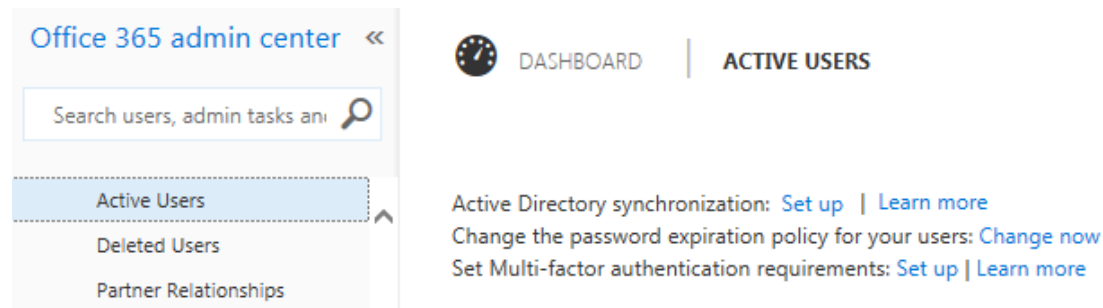 Office 365 admin center «
Search users, admin tasks an
Active Users
Deleted Users
Partner Relationships
DASHBOARD | ACTIVE USERS
Active Directory synchronization: Set up | Learn more
Change the password expiration policy for your users: Change now
Set Multi-factor authentication requirements: Set up | Learn more